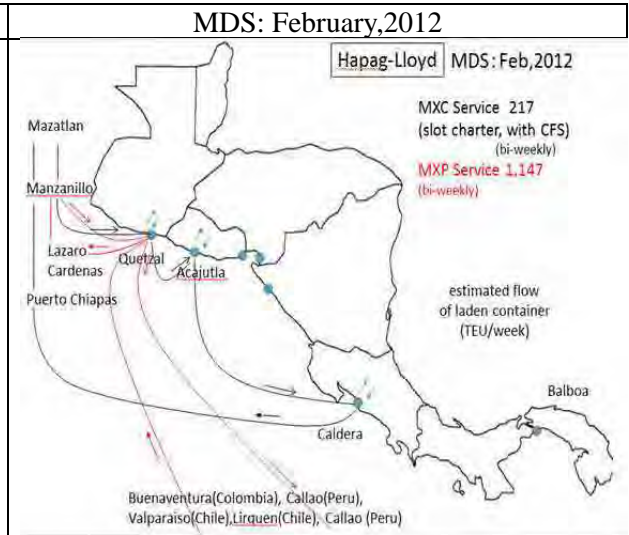 MDS: February,2012
Hapag-Lloyd MDS: Feb,2012
MXC Service 217
(slot charter, with CFS)
(bi-weekly)
MXP Service 1,147
(bi-weekly)
Mazatlan
Manzanillo
Lazaro
Cardenas
Quetzal
Acajutla
Puerto Chiapas
estimated flow
of laden container
(TEU/week)
Balboa
Caldera
Buenaventura(Colombia), Callao(Peru),
Valparaiso(Chile),Lirquen(Chile), Callao (Peru)